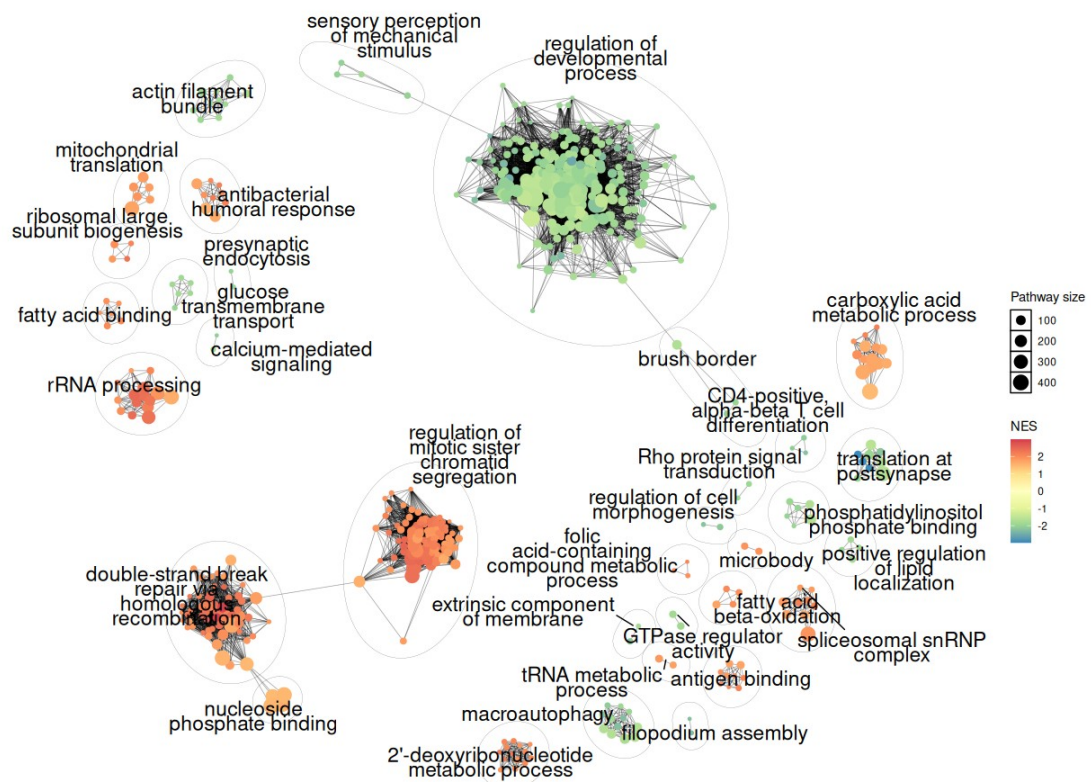 sensory perception
of mechanical
stimulus
regulation of
developmental
process
actin filament
bundle
mitochondrial
translation
antibacterial
humoral response
ribosomal large
subunit biogenesis
presynaptic
endocytosis
glucose
transmembrane
transport
fatty acid binding
calcium-mediated
signaling
rRNA processing
carboxylic acid
metabolic process
brush border
CD4-positive,
alpha-beta T cell
differentiation
Rho protein signal
transduction
translation at
postsynapse
regulation of cell
morphogenesis
phosphatidylinositol
phosphate binding
regulation of
mitotic sister
chromatid
segregation
folic
acid-containing
compound metabolic
process
microbody
positive regulation
of lipid
localization
double-strand break
repair via
homologous
recombination
extrinsic component
of membrane
fatty acid
beta-oxidation
GTPase regulator
activity
spliceosomal snRNP
complex
tRNA metabolic
process
antigen binding
nucleoside
phosphate binding
macroautophagy
filopodium assembly
2'-deoxyribonucleotide
metabolic process
Pathway size
100
200
300
400
NES
2
1
0
-1
-2